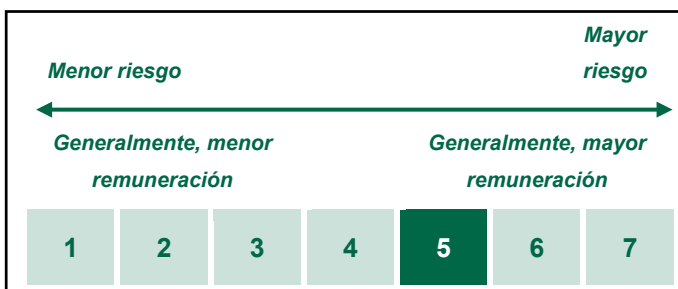 Mayor
Menor riesgo
riesgo
Generalmente, menor
remuneración
Generalmente, mayor
remuneración
1 2 3 4 5 6 7